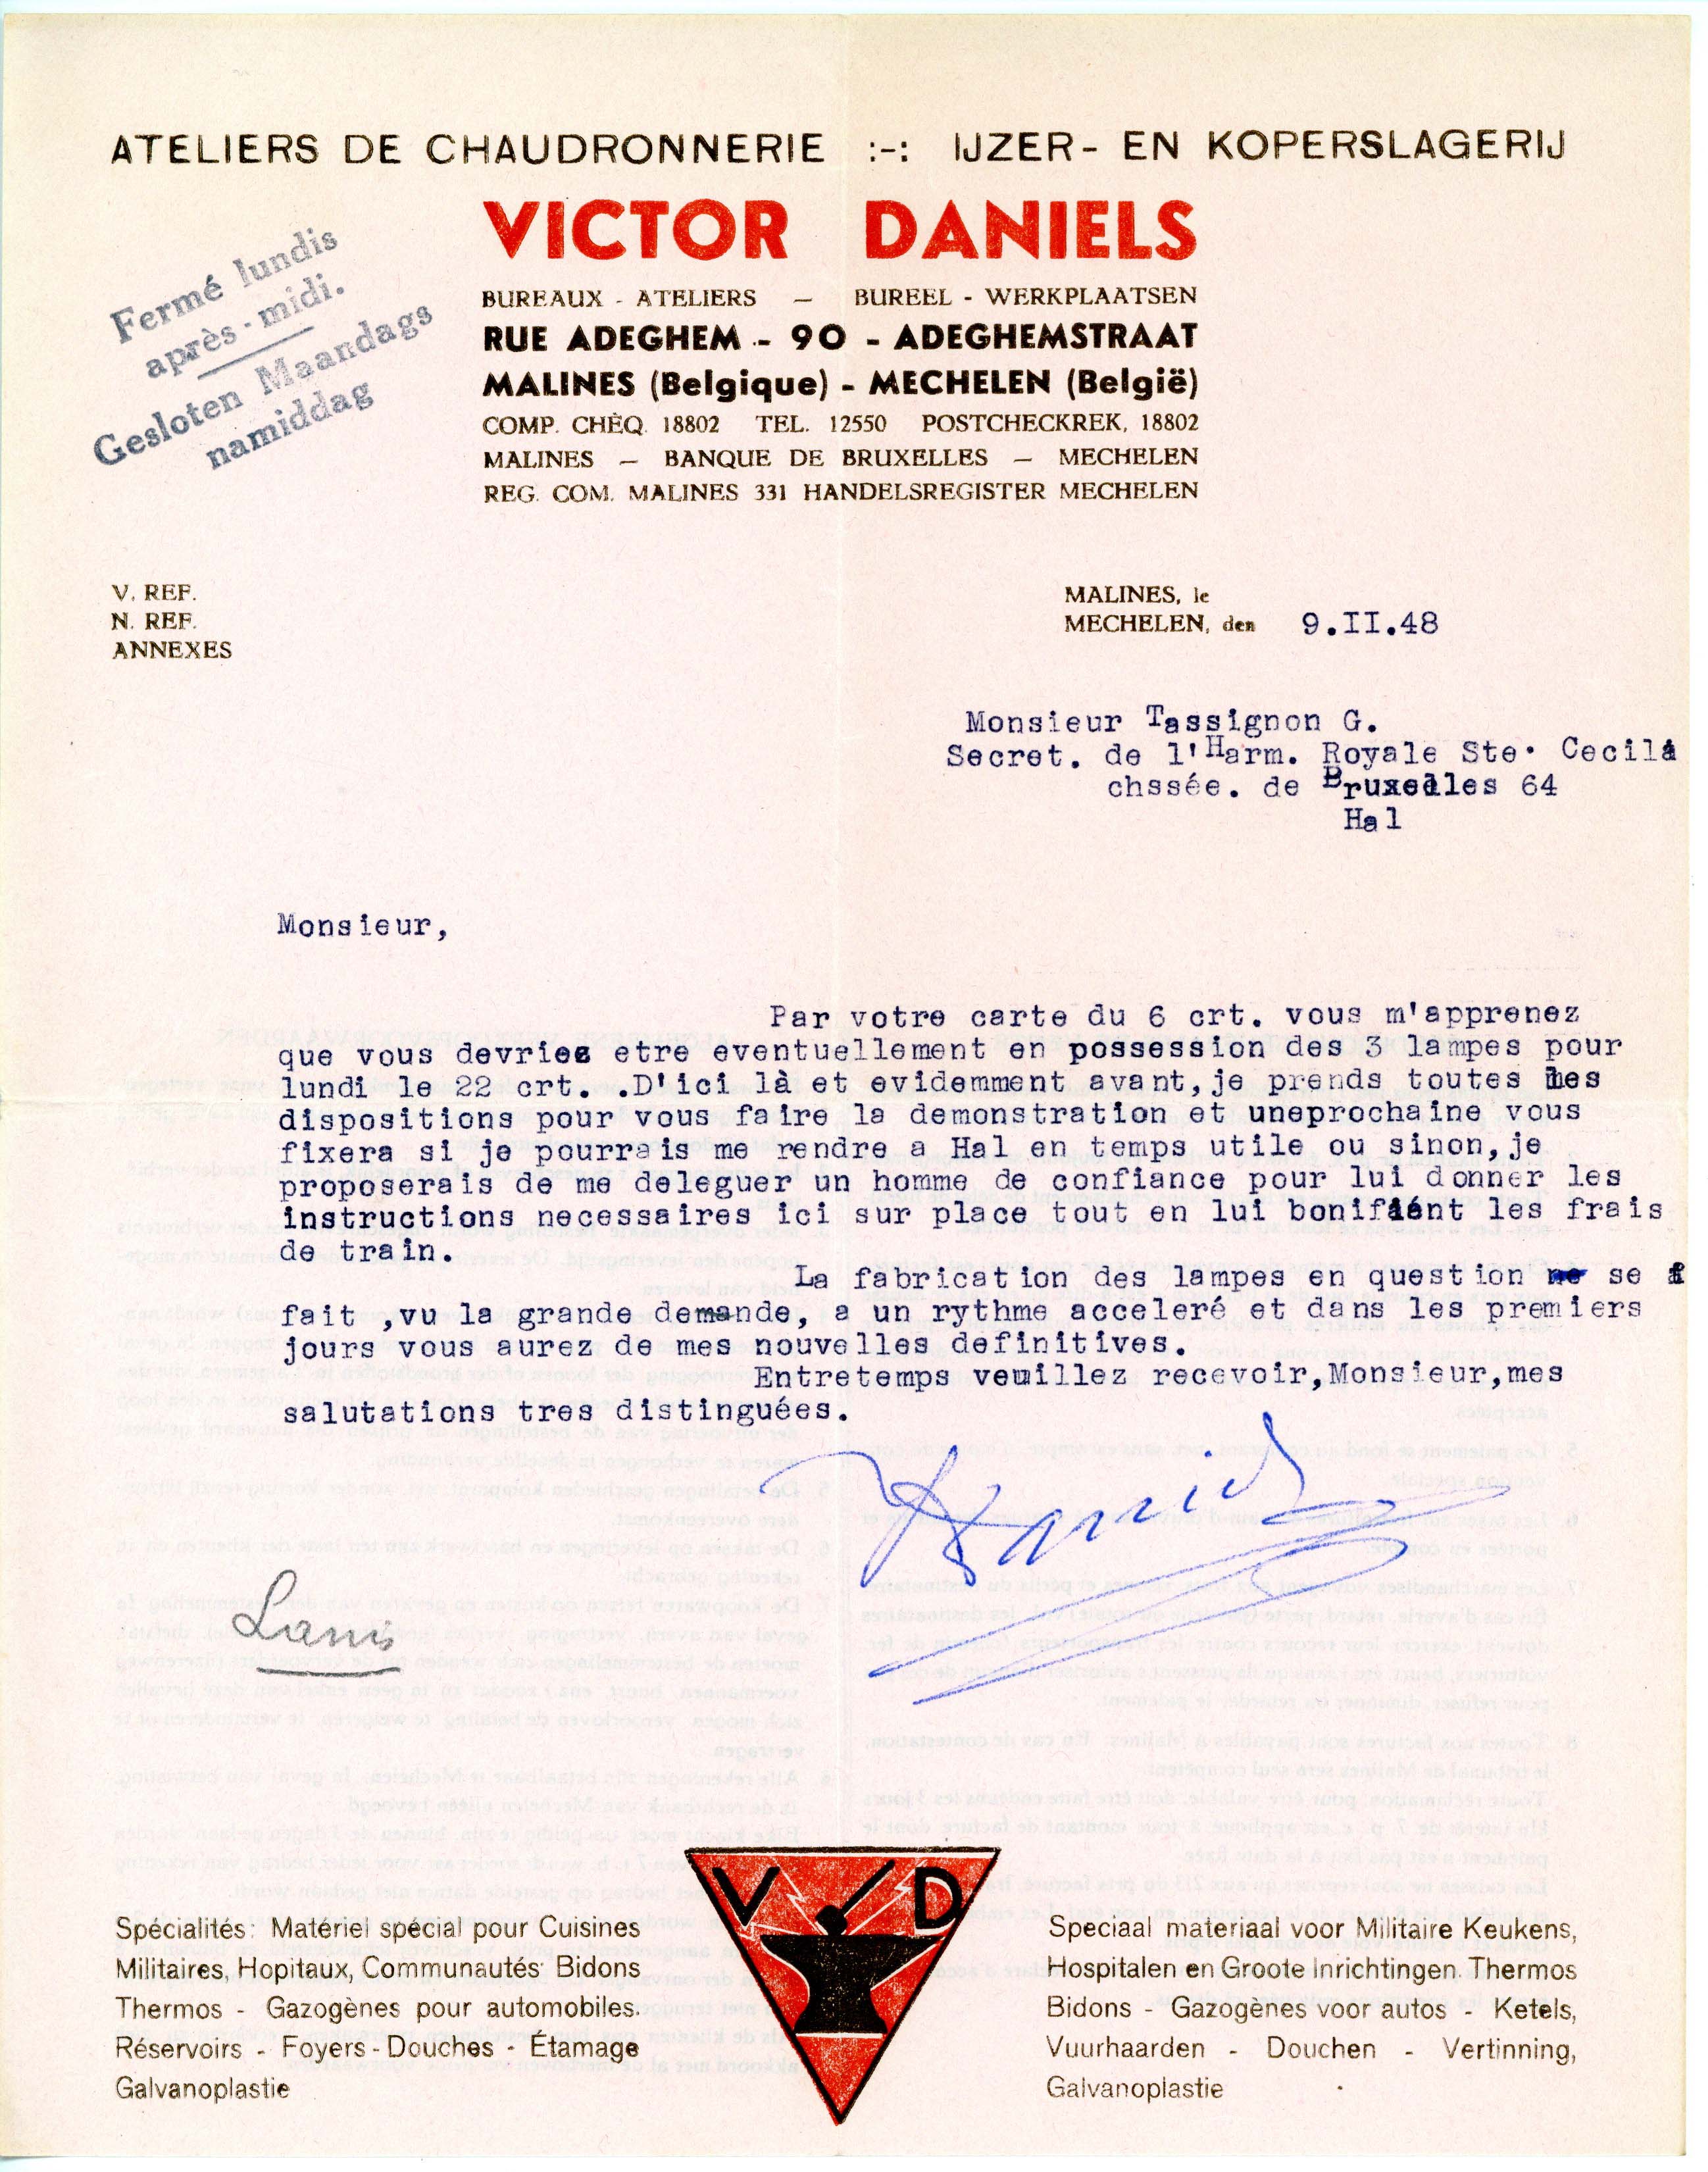 ATELIERS DE CHAUDRONNERIE :-: IJZER- EN KOPERSLAGERIJ
VICTOR DANIELS
BUREAUX - ATELIERS — BUREEL - WERKPLAATSEN
RUE ADEGHEM - 90 - ADEGHEMSTRAAT
MALINES (Belgique) - MECHELEN (België)
COMP. CHÈQ. 18802 TEL. 12550 POSTCHECKREK, 18802
MALINES — BANQUE DE BRUXELLES — MECHELEN
REG. COM. MALINES 331 HANDELSREGISTER MECHELEN
Fermé lundis
après-midi.
Gesloten Maandags
namiddag
V. REF.
N. REF.
ANNEXES
MALINES, le
MECHELEN, den 9.II.48
Monsieur Tassignon G.
Secret. de l'Harm. Royale Ste. Cecila
chssée. de Bruxelles 64
Hal
Monsieur,
Par votre carte du 6 crt. vous m'apprenez
que vous devries etre eventuellement en possession des 3 lampes pour
lundi le 22 crt. .D'ici là et evidemment avant,je prends toutes mes
dispositions pour vous faire la demonstration et uneprochaine vous
fixera si je pourrais me rendre a Hal en temps utile ou sinon,je
proposerais de me deleguer un homme de confiance pour lui donner les
instructions necessaires ici sur place tout en lui bonifiént les frais
de train.
La fabrication des lampes en question se f
fait ,vu la grande demande, a un rythme acceleré et dans les premiers
jours vous aurez de mes nouvelles definitives.
Entretemps veuillez recevoir,Monsieur,mes
salutations tres distinguées.
Daniels
V D
Spécialités: Matériel spécial pour Cuisines
Militaires, Hopitaux, Communautés Bidons
Thermos - Gazogènes pour automobiles.
Réservoirs - Foyers - Douches - Étamage
Galvanoplastie
Speciaal materiaal voor Militaire Keukens,
Hospitalen en Groote Inrichtingen. Thermos
Bidons - Gazogènes voor autos - Ketels,
Vuurhaarden - Douchen - Vertinning,
Galvanoplastie